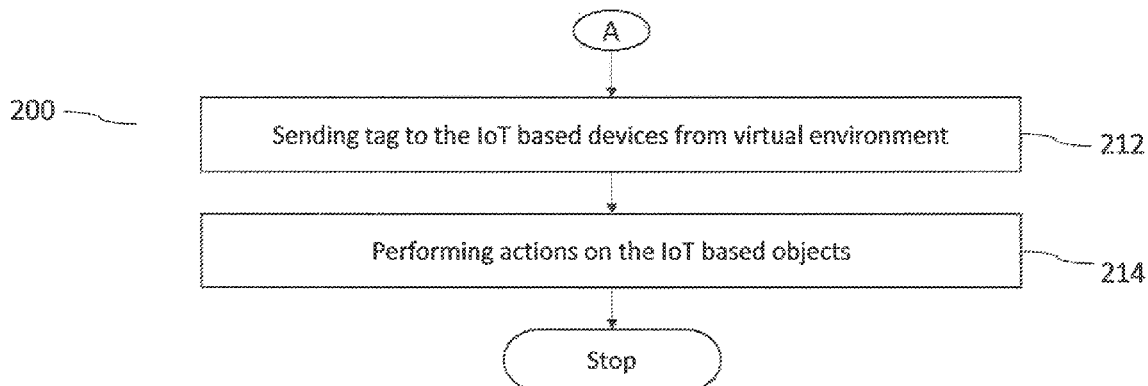 A
200
Sending tag to the IoT based devices from virtual environment
212
Performing actions on the IoT based objects
214
Stop